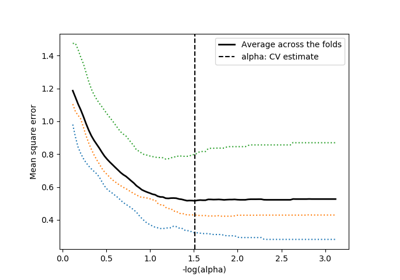 1.4
1.2
1.0
0.8
0.6
0.4
Mean square error
Average across the folds
alpha: CV estimate
0.0 0.5 1.0 1.5 2.0 2.5 3.0
-log(alpha)